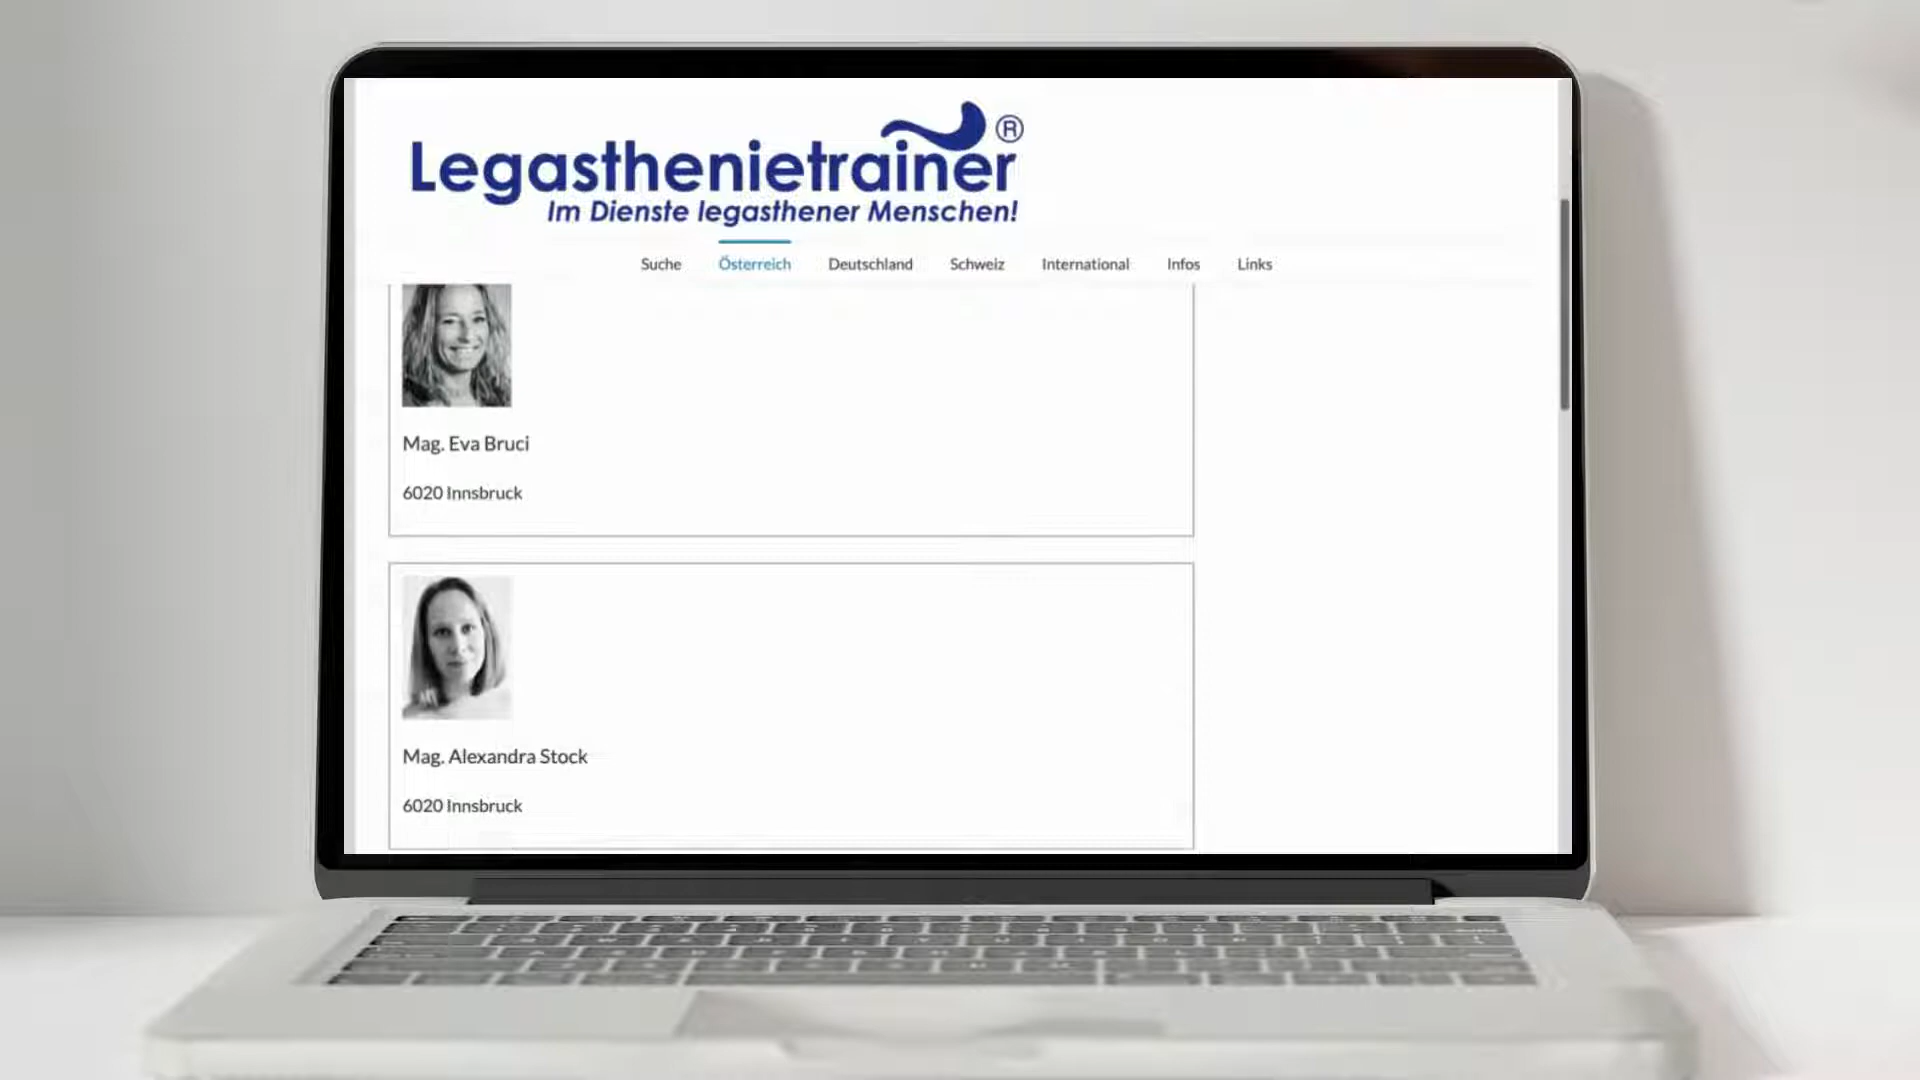 Legasthenietrainer®
Im Dienste legasthener Menschen!
Suche Österreich Deutschland Schweiz International Infos Links
Mag. Eva Bruci
6020 Innsbruck
Mag. Alexandra Stock
6020 Innsbruck